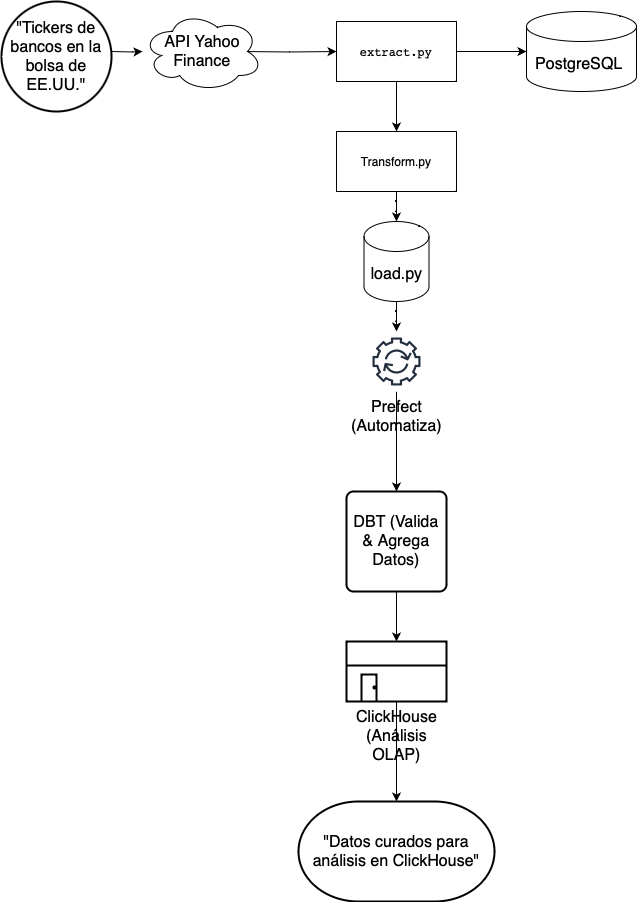 "Tickers de
bancos en la
bolsa de
EE.UU."
API Yahoo
Finance
extract.py
PostgreSQL
Transform.py
load.py
Prefect
(Automatiza)
DBT (Valida
& Agrega
Datos)
ClickHouse
(Análisis
OLAP)
"Datos curados para
análisis en ClickHouse"